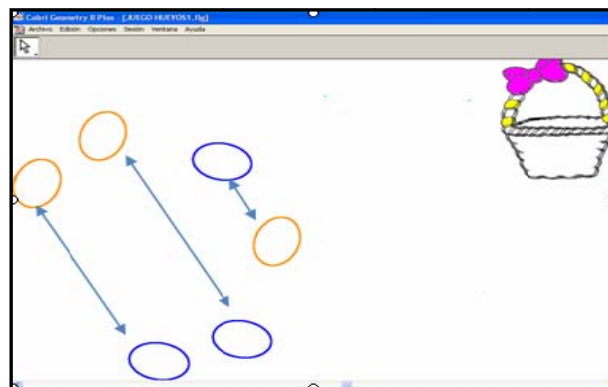 Cabri Geometry II Plus - [JUEGO HUEVOS1.fig]
Archivo Edición Opciones Sesión Ventana Ayuda